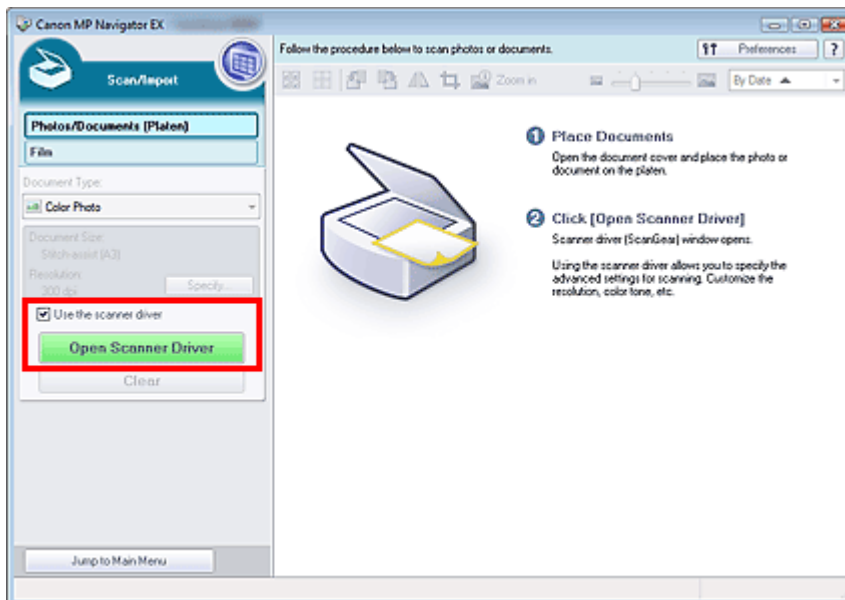 Canon MP Navigator EX
Scan/Import
Follow the procedure below to scan photos or documents.
Preferences
?
Zoom in
By Date
Photos/Documents (Platen)
Film
Document Type:
Color Photo
Document Size:
Stitch-assist (A3)
Resolution:
300 dpi
Specify...
Use the scanner driver
Open Scanner Driver
Clear
Jump to Main Menu
1 Place Documents
Open the document cover and place the photo or
document on the platen.
2 Click [Open Scanner Driver]
Scanner driver (ScanGear) window opens.
Using the scanner driver allows you to specify the
advanced settings for scanning. Customize the
resolution, color tone, etc.